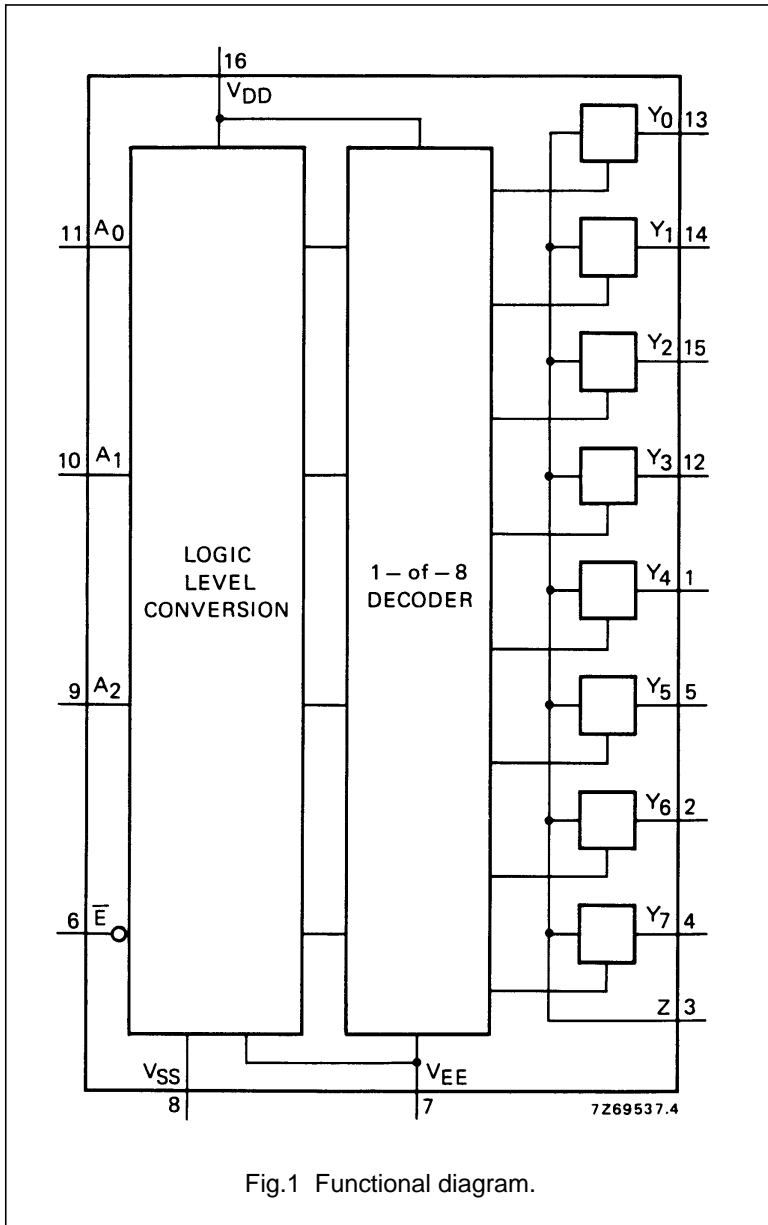 16
VDD
Y0 13
11 A0
Y1 14
Y2 15
10 A1
Y3 12
LOGIC
LEVEL
CONVERSION
1 – of – 8
DECODER
Y4 1
9 A2
Y5 5
Y6 2
6 E̅
Y7 4
Z 3
VSS
VEE
8
7
7Z69537.4
Fig.1 Functional diagram.